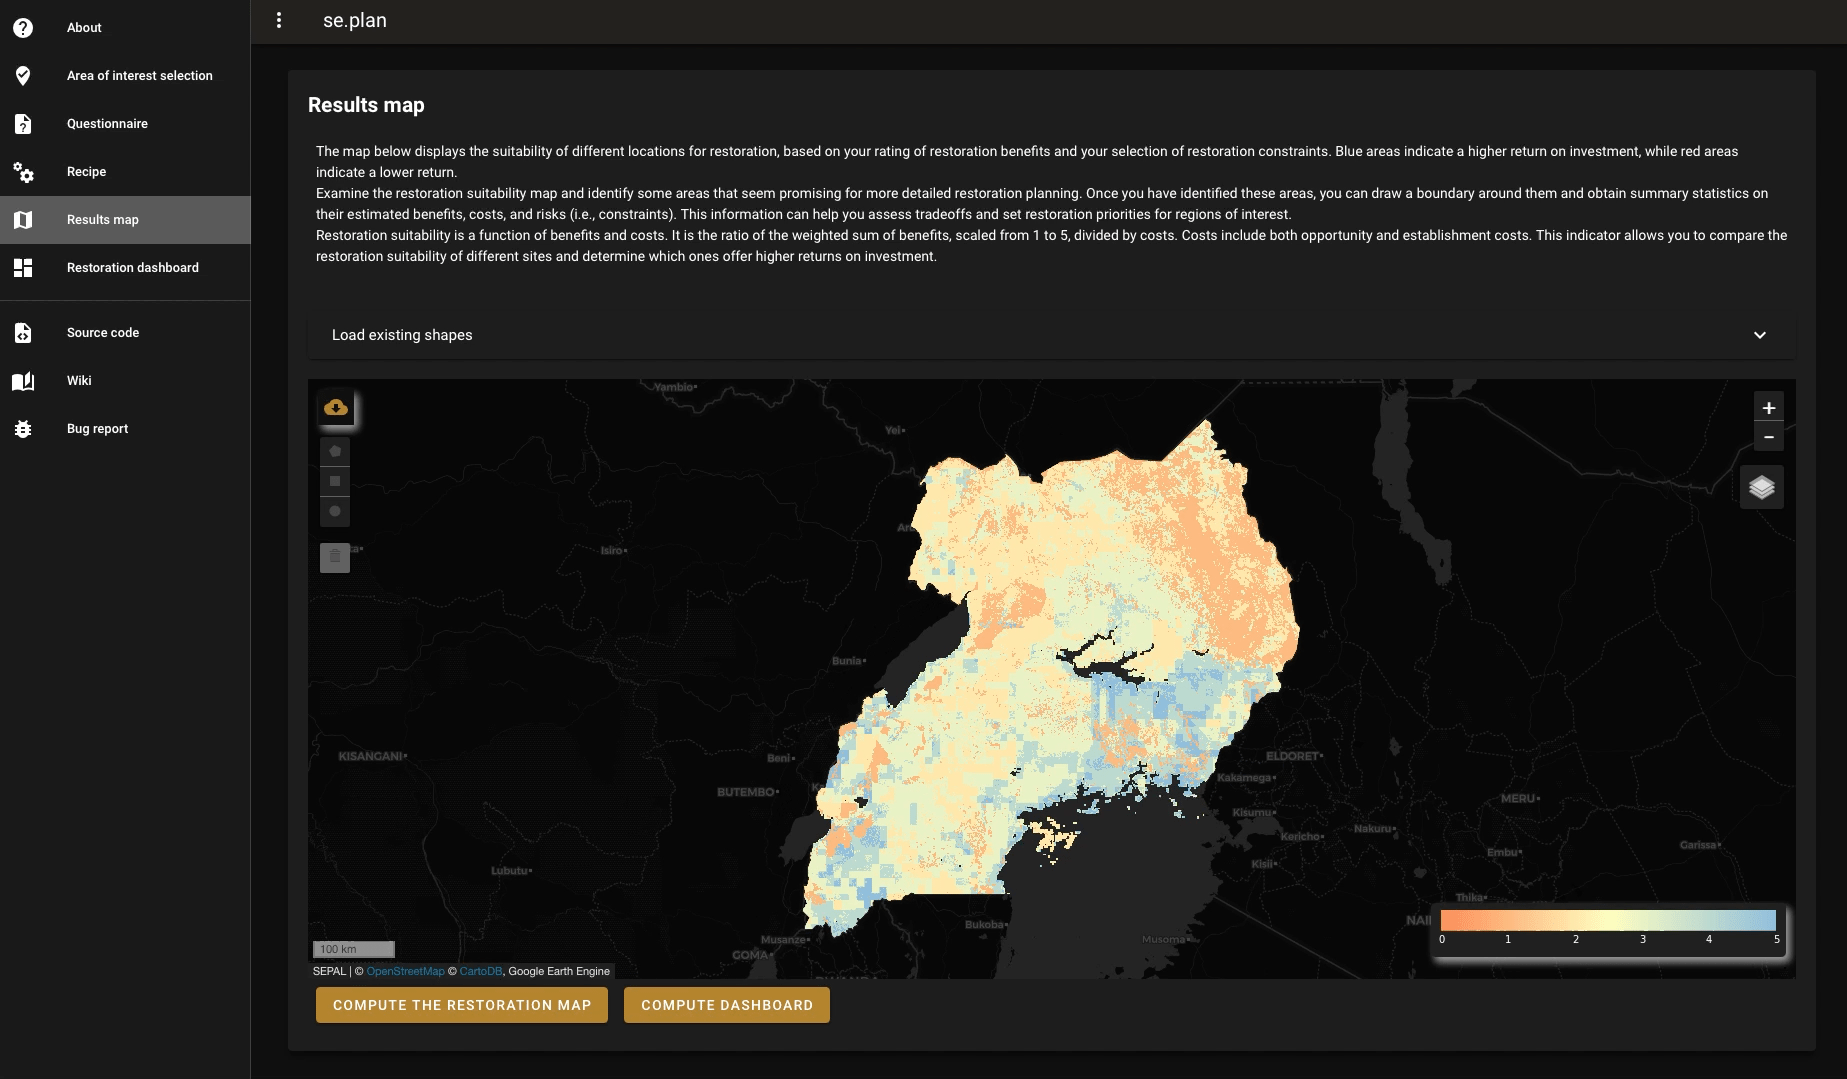 About
Area of interest selection
Questionnaire
Recipe
Results map
Restoration dashboard
Source code
Wiki
Bug report
se.plan
Results map
The map below displays the suitability of different locations for restoration, based on your rating of restoration benefits and your selection of restoration constraints. Blue areas indicate a higher return on investment, while red areas
indicate a lower return.
Examine the restoration suitability map and identify some areas that seem promising for more detailed restoration planning. Once you have identified these areas, you can draw a boundary around them and obtain summary statistics on
their estimated benefits, costs, and risks (i.e., constraints). This information can help you assess tradeoffs and set restoration priorities for regions of interest.
Restoration suitability is a function of benefits and costs. It is the ratio of the weighted sum of benefits, scaled from 1 to 5, divided by costs. Costs include both opportunity and establishment costs. This indicator allows you to compare the
restoration suitability of different sites and determine which ones offer higher returns on investment.
Load existing shapes
Yambio
Yei
Isiro
Bunia
KISANGANI
Beni
BUTEMBO
Lubutu
ELDORET
Kakamega
MERU
Kisumu
Kericho
Nakuru
Embu
Garissa
Kisii
Thika
Bukoba
Musoma
Musanze
GOMA
+
−
0 1 2 3 4 5
100 km
SEPAL | © OpenStreetMap © CartoDB, Google Earth Engine
COMPUTE THE RESTORATION MAP
COMPUTE DASHBOARD